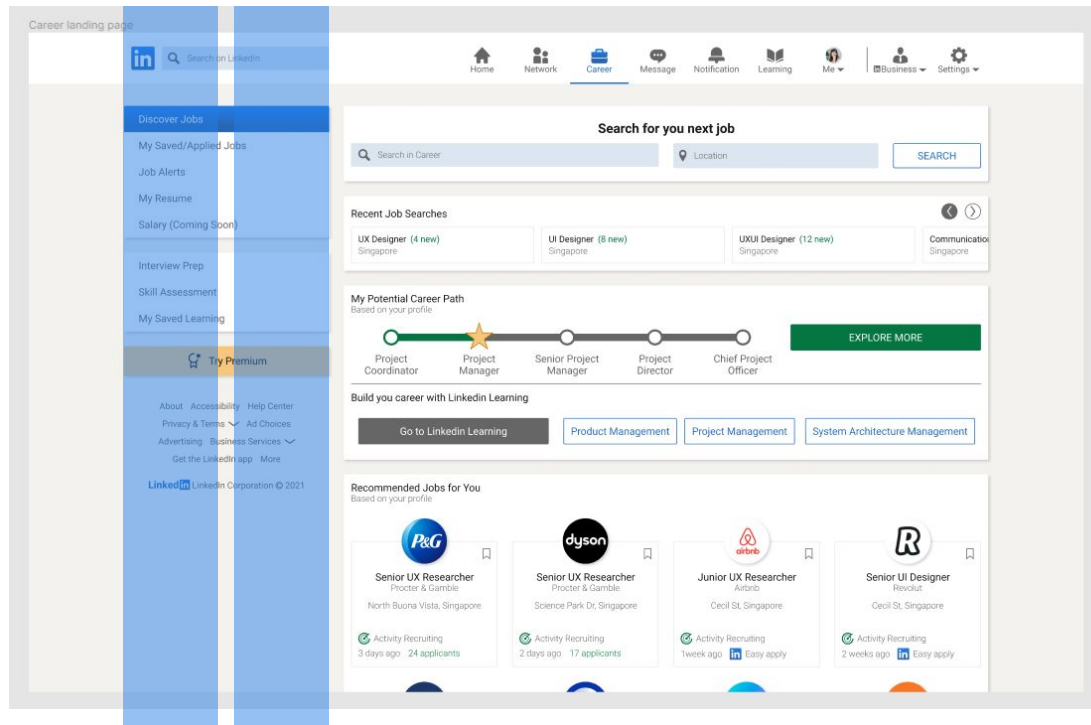 Career landing page
in Search on Linkedin
Home Network Career Message Notification Learning Me Business Settings
Discover Jobs
My Saved/Applied Jobs
Job Alerts
My Resume
Salary (Coming Soon)
Interview Prep
Skill Assessment
My Saved Learning
Try Premium
About Accessibility Help Center
Privacy & Terms Ad Choices
Advertising Business Services
Get the LinkedIn app More
Linkedin LinkedIn Corporation © 2021
Search for you next job
Search in Career Location SEARCH
Recent Job Searches
UX Designer (4 new) UI Designer (8 new) UXUI Designer (12 new) Communication
Singapore Singapore Singapore Singapore
My Potential Career Path
Based on your profile
EXPLORE MORE
Project Project Senior Project Project Chief Project
Coordinator Manager Manager Director Officer
Build you career with Linkedin Learning
Go to Linkedin Learning Product Management Project Management System Architecture Management
Recommended Jobs for You
Based on your profile
P&G dyson airbnb R
Senior UX Researcher Senior UX Researcher Junior UX Researcher Senior UI Designer
Procter & Gamble Procter & Gamble Airbnb Revolut
North Buona Vista, Singapore Science Park Dr, Singapore Cecil St, Singapore Cecil St, Singapore
Activity Recruiting Activity Recruiting Activity Recruiting Activity Recruiting
3 days ago 24 applicants 2 days ago 17 applicants 1week ago in Easy apply 2 weeks ago in Easy apply